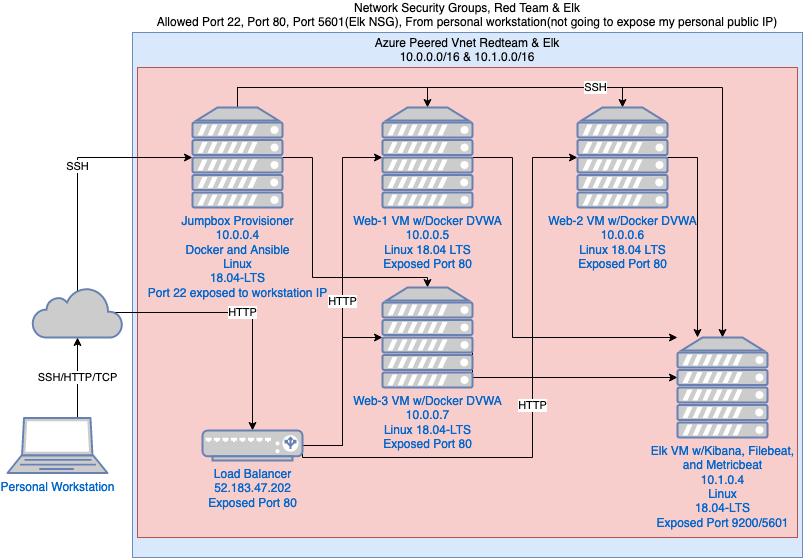 Network Security Groups, Red Team & Elk
Allowed Port 22, Port 80, Port 5601(Elk NSG), From personal workstation(not going to expose my personal public IP)
Azure Peered Vnet Redteam & Elk
10.0.0.0/16 & 10.1.0.0/16
SSH
SSH
Jumpbox Provisioner
10.0.0.4
Docker and Ansible
Linux
18.04-LTS
Port 22 exposed to workstation IP
Web-1 VM w/Docker DVWA
10.0.0.5
Linux 18.04 LTS
Exposed Port 80
Web-2 VM w/Docker DVWA
10.0.0.6
Linux 18.04 LTS
Exposed Port 80
HTTP
HTTP
SSH/HTTP/TCP
Web-3 VM w/Docker DVWA
10.0.0.7
Linux 18.04-LTS
Exposed Port 80
HTTP
Personal Workstation
Load Balancer
52.183.47.202
Exposed Port 80
Elk VM w/Kibana, Filebeat,
and Metricbeat
10.1.0.4
Linux
18.04-LTS
Exposed Port 9200/5601